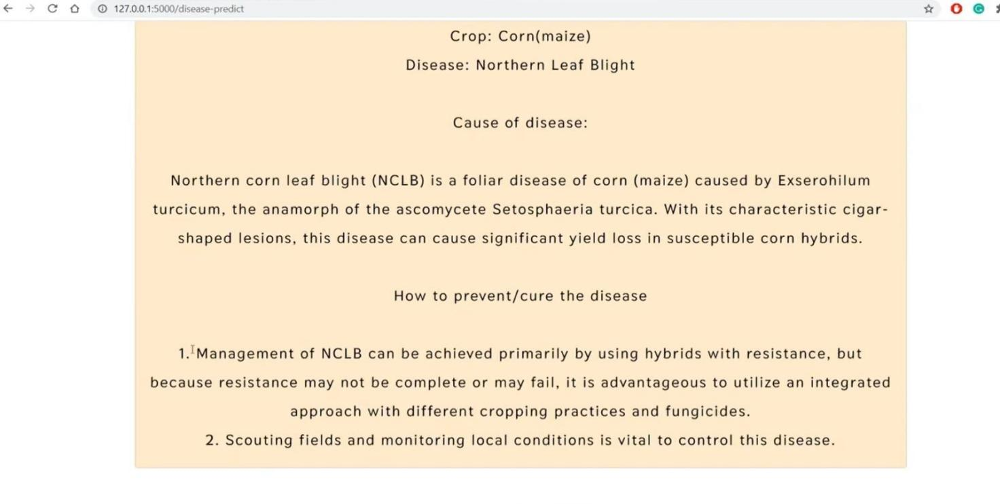 127.0.0.1:5000/disease-predict
Crop: Corn(maize)
Disease: Northern Leaf Blight
Cause of disease:
Northern corn leaf blight (NCLB) is a foliar disease of corn (maize) caused by Exserohilum
turcicum, the anamorph of the ascomycete Setosphaeria turcica. With its characteristic cigar-
shaped lesions, this disease can cause significant yield loss in susceptible corn hybrids.
How to prevent/cure the disease
1. Management of NCLB can be achieved primarily by using hybrids with resistance, but
because resistance may not be complete or may fail, it is advantageous to utilize an integrated
approach with different cropping practices and fungicides.
2. Scouting fields and monitoring local conditions is vital to control this disease.